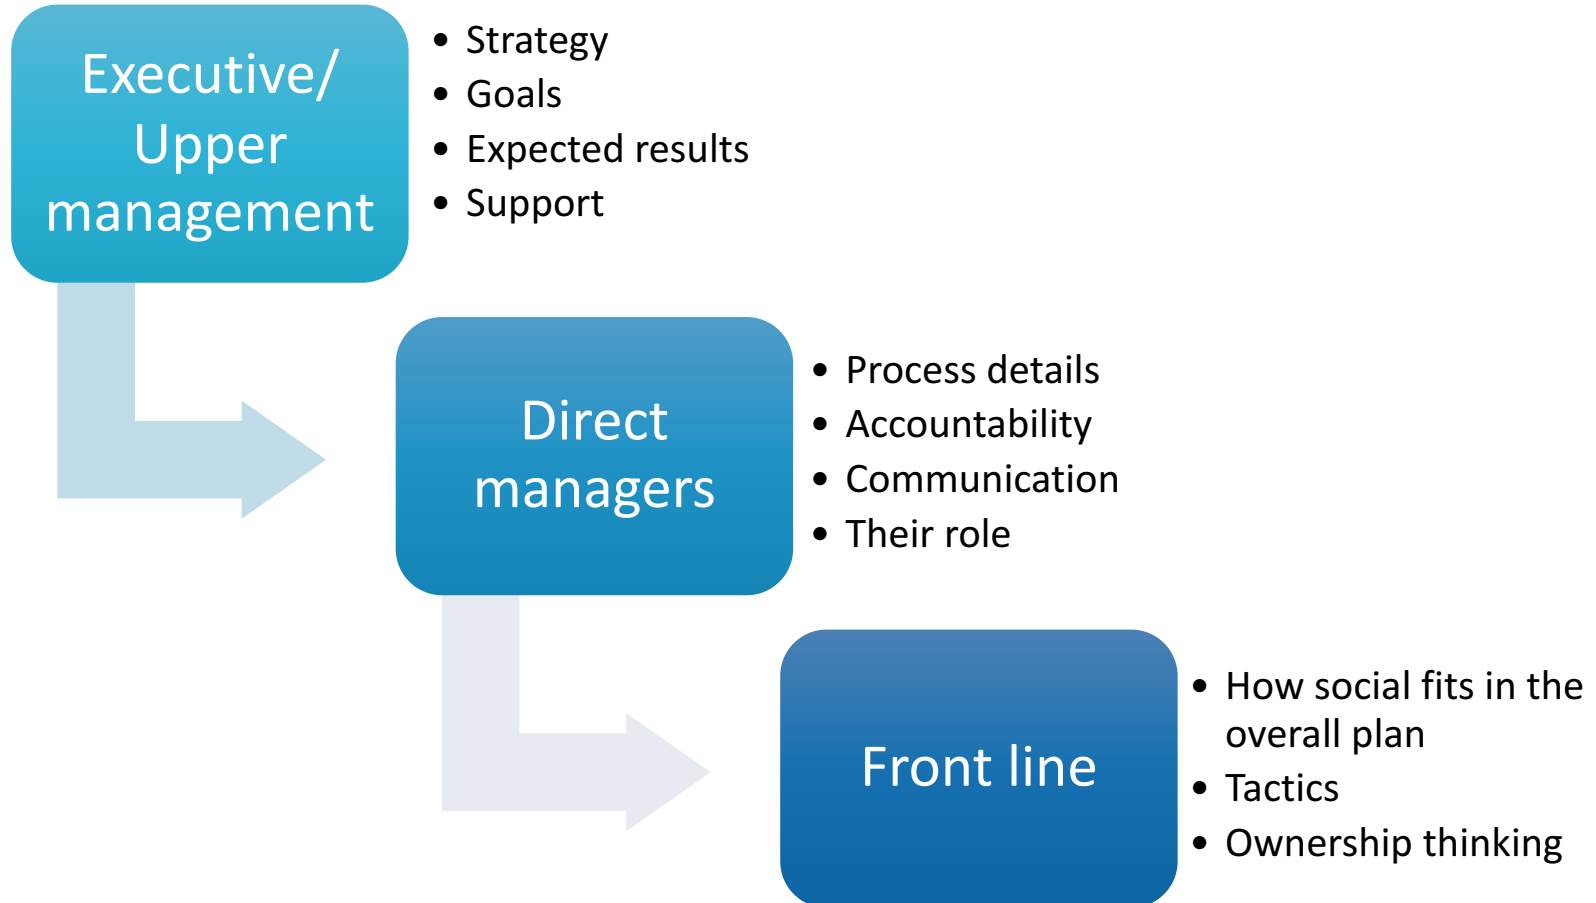 Executive/
Upper
management
• Strategy
• Goals
• Expected results
• Support
Direct
managers
• Process details
• Accountability
• Communication
• Their role
Front line
• How social fits in the
overall plan
• Tactics
• Ownership thinking